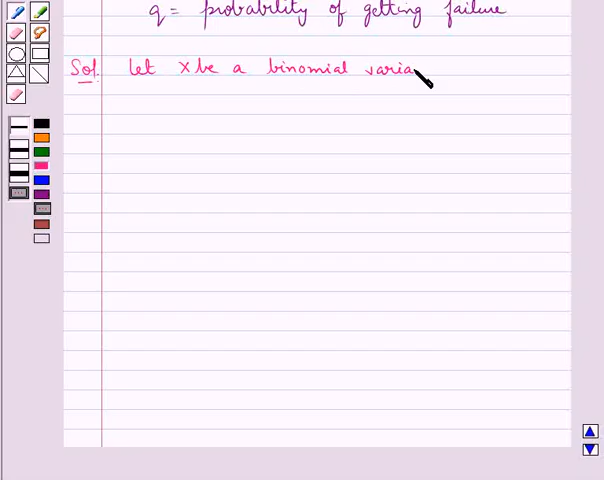 q = probability of getting failure
Sol. let X be a binomial varia